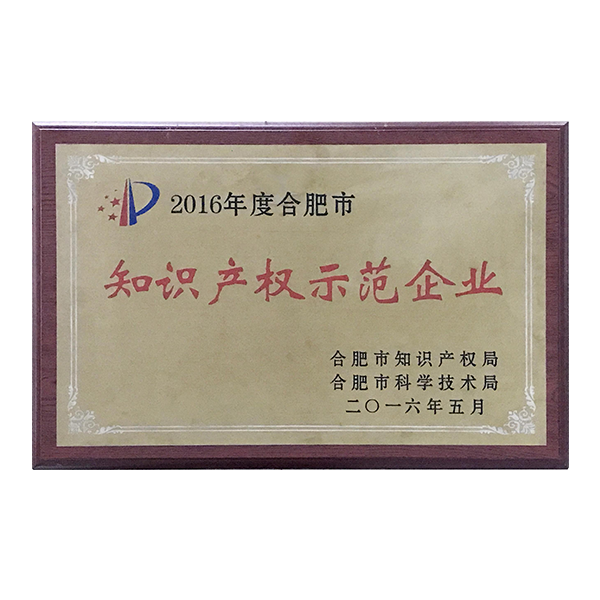 2016年度合肥市
知识产权示范企业
合肥市知识产权局
合肥市科学技术局
二〇一六年五月